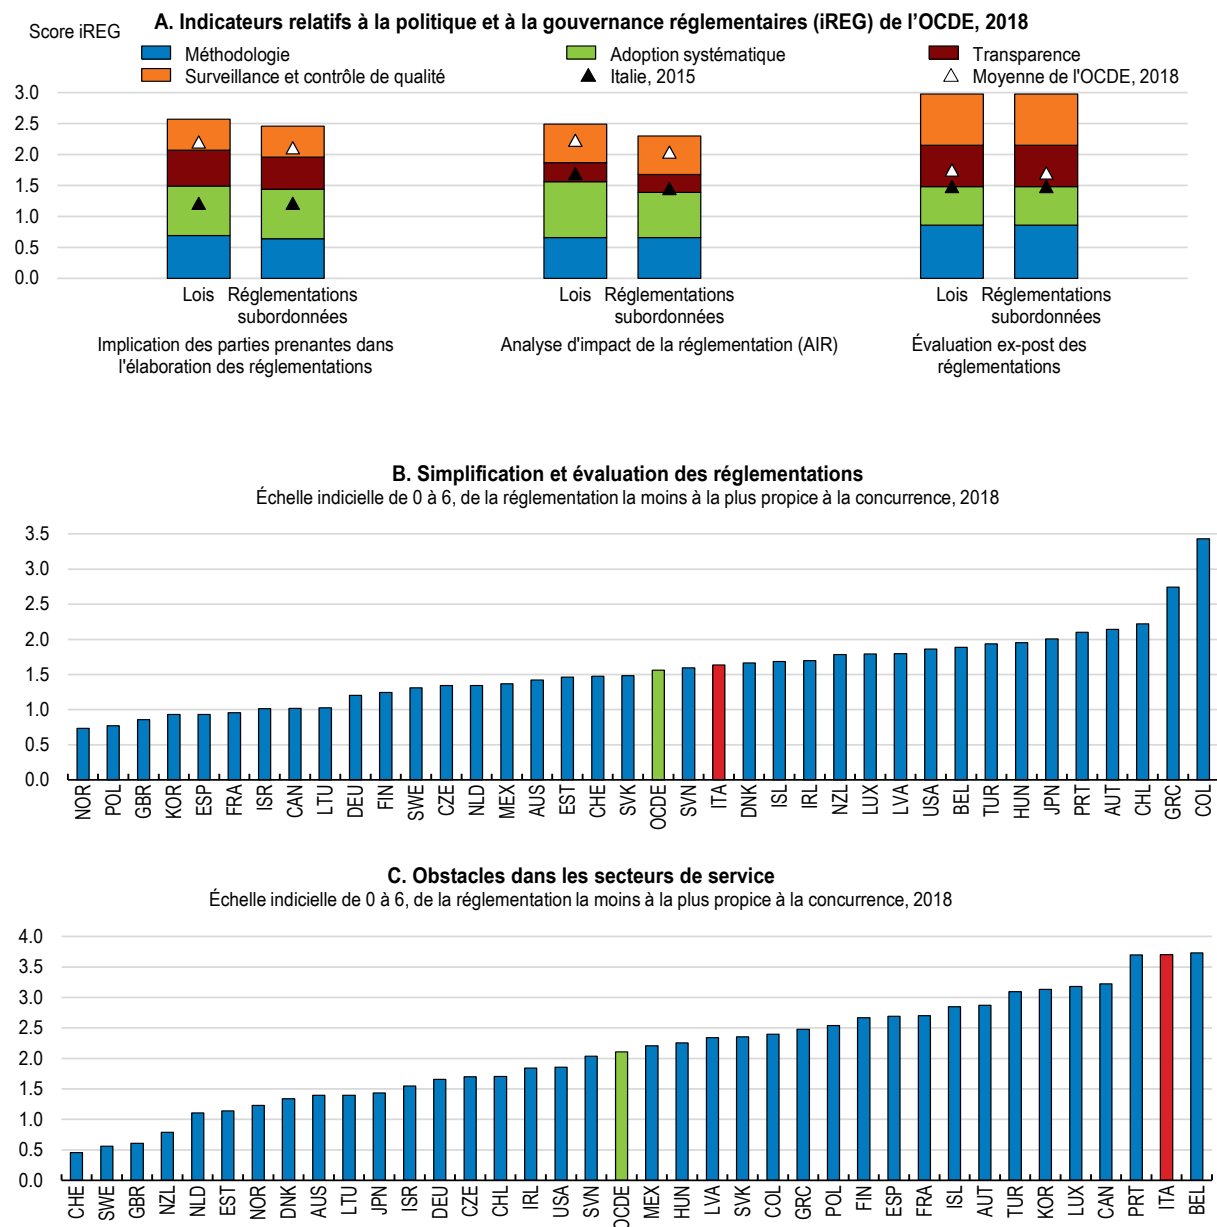 A. Indicateurs relatifs à la politique et à la gouvernance réglementaires (iREG) de l'OCDE, 2018
Score iREG
Méthodologie
Adoption systématique
Transparence
Surveillance et contrôle de qualité
Italie, 2015
Moyenne de l'OCDE, 2018
3.0
2.5
2.0
1.5
1.0
0.5
0.0
Lois
Réglementations
subordonnées
Lois
Réglementations
subordonnées
Lois
Réglementations
subordonnées
Implication des parties prenantes dans
l'élaboration des réglementations
Analyse d'impact de la réglementation (AIR)
Évaluation ex-post des
réglementations
B. Simplification et évaluation des réglementations
Échelle indicielle de 0 à 6, de la réglementation la moins à la plus propice à la concurrence, 2018
3.5
3.0
2.5
2.0
1.5
1.0
0.5
0.0
NOR
POL
GBR
KOR
ESP
FRA
ISR
CAN
LTU
DEU
FIN
SWE
CZE
NLD
MEX
AUS
EST
CHE
SVK
OCDE
SVN
ITA
DNK
ISL
IRL
NZL
LUX
LVA
USA
BEL
TUR
HUN
JPN
PRT
AUT
CHL
GRC
COL
C. Obstacles dans les secteurs de service
Échelle indicielle de 0 à 6, de la réglementation la moins à la plus propice à la concurrence, 2018
4.0
3.5
3.0
2.5
2.0
1.5
1.0
0.5
0.0
CHE
SWE
GBR
NZL
NLD
EST
NOR
DNK
AUS
LTU
JPN
ISR
DEU
CZE
CHL
IRL
USA
SVN
OCDE
MEX
HUN
LVA
SVK
COL
GRC
POL
FIN
ESP
FRA
ISL
AUT
TUR
KOR
LUX
CAN
PRT
ITA
BEL